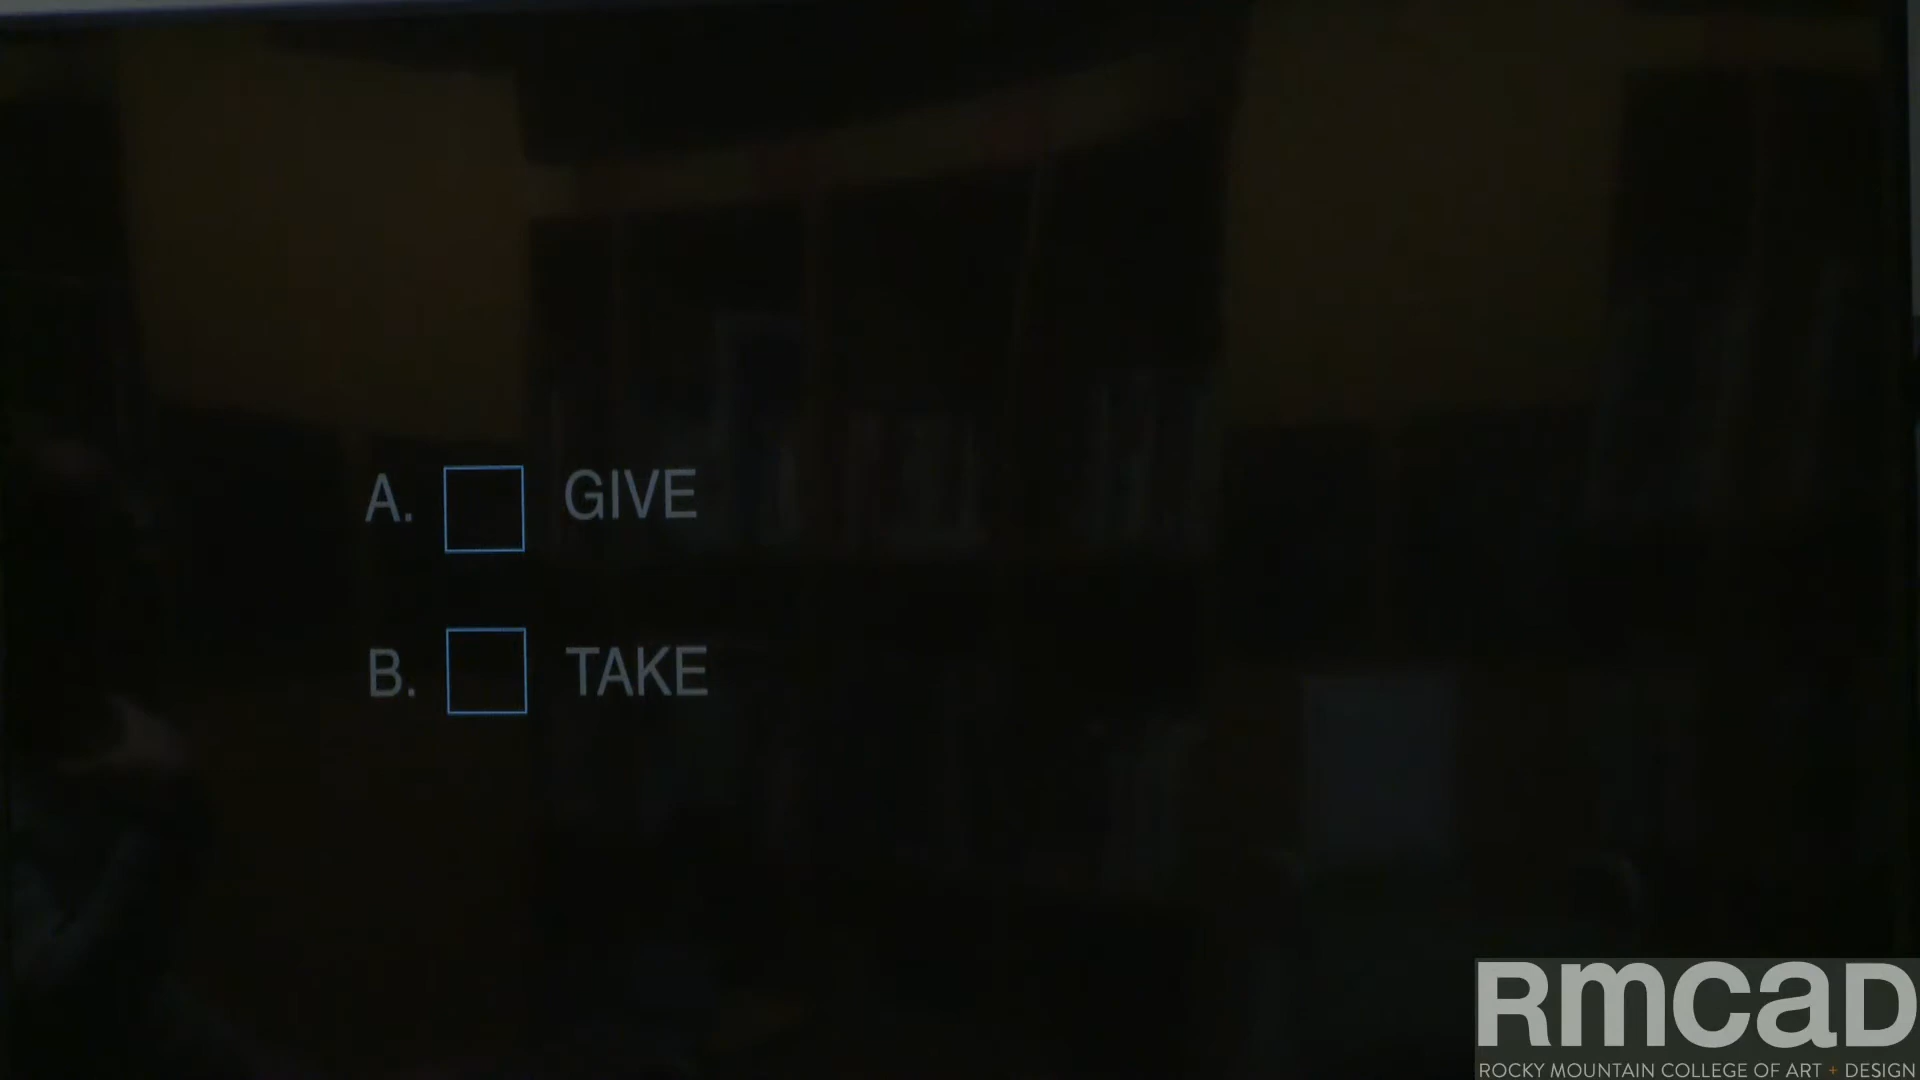 A. GIVE
B. TAKE
RMCAD
ROCKY MOUNTAIN COLLEGE OF ART + DESIGN